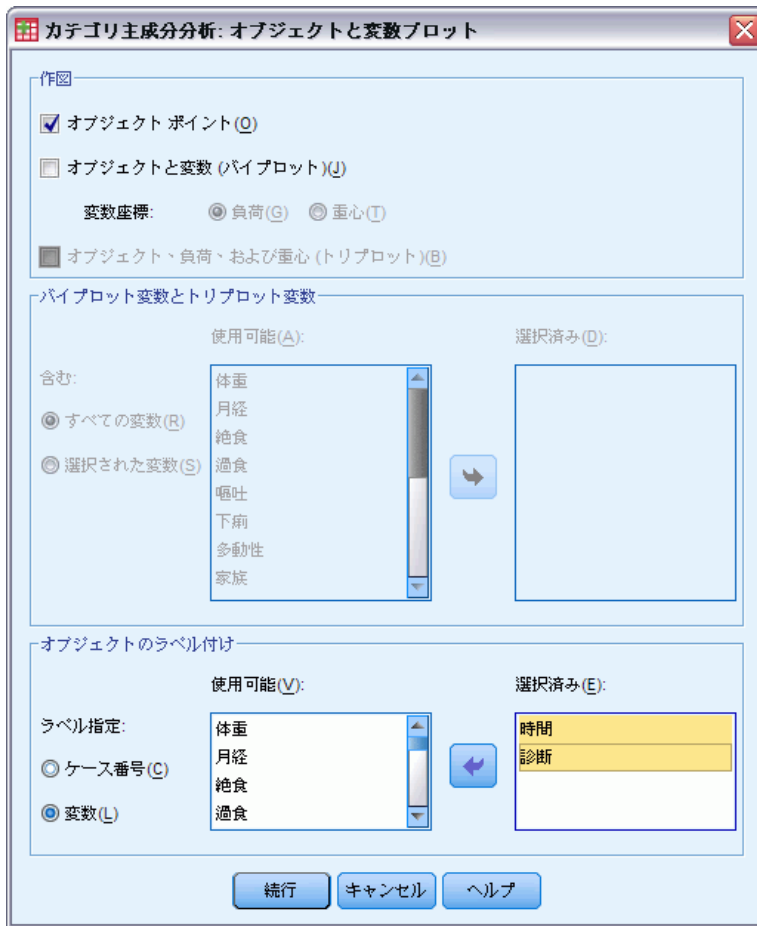 カテゴリ主成分分析: オブジェクトと変数プロット
作図
オブジェクト ポイント(O)
オブジェクトと変数 (バイプロット)(J)
変数座標: 負荷(G) 重心(T)
オブジェクト、負荷、および重心 (トリプロット)(B)
バイプロット変数とトリプロット変数
使用可能(A): 選択済み(D):
含む:
すべての変数(R)
選択された変数(S)
体重
月経
絶食
過食
嘔吐
下痢
多動性
家族
オブジェクトのラベル付け
使用可能(V): 選択済み(E):
ラベル指定:
ケース番号(C)
変数(L)
体重
月経
絶食
過食
時間
診断
続行 キャンセル ヘルプ